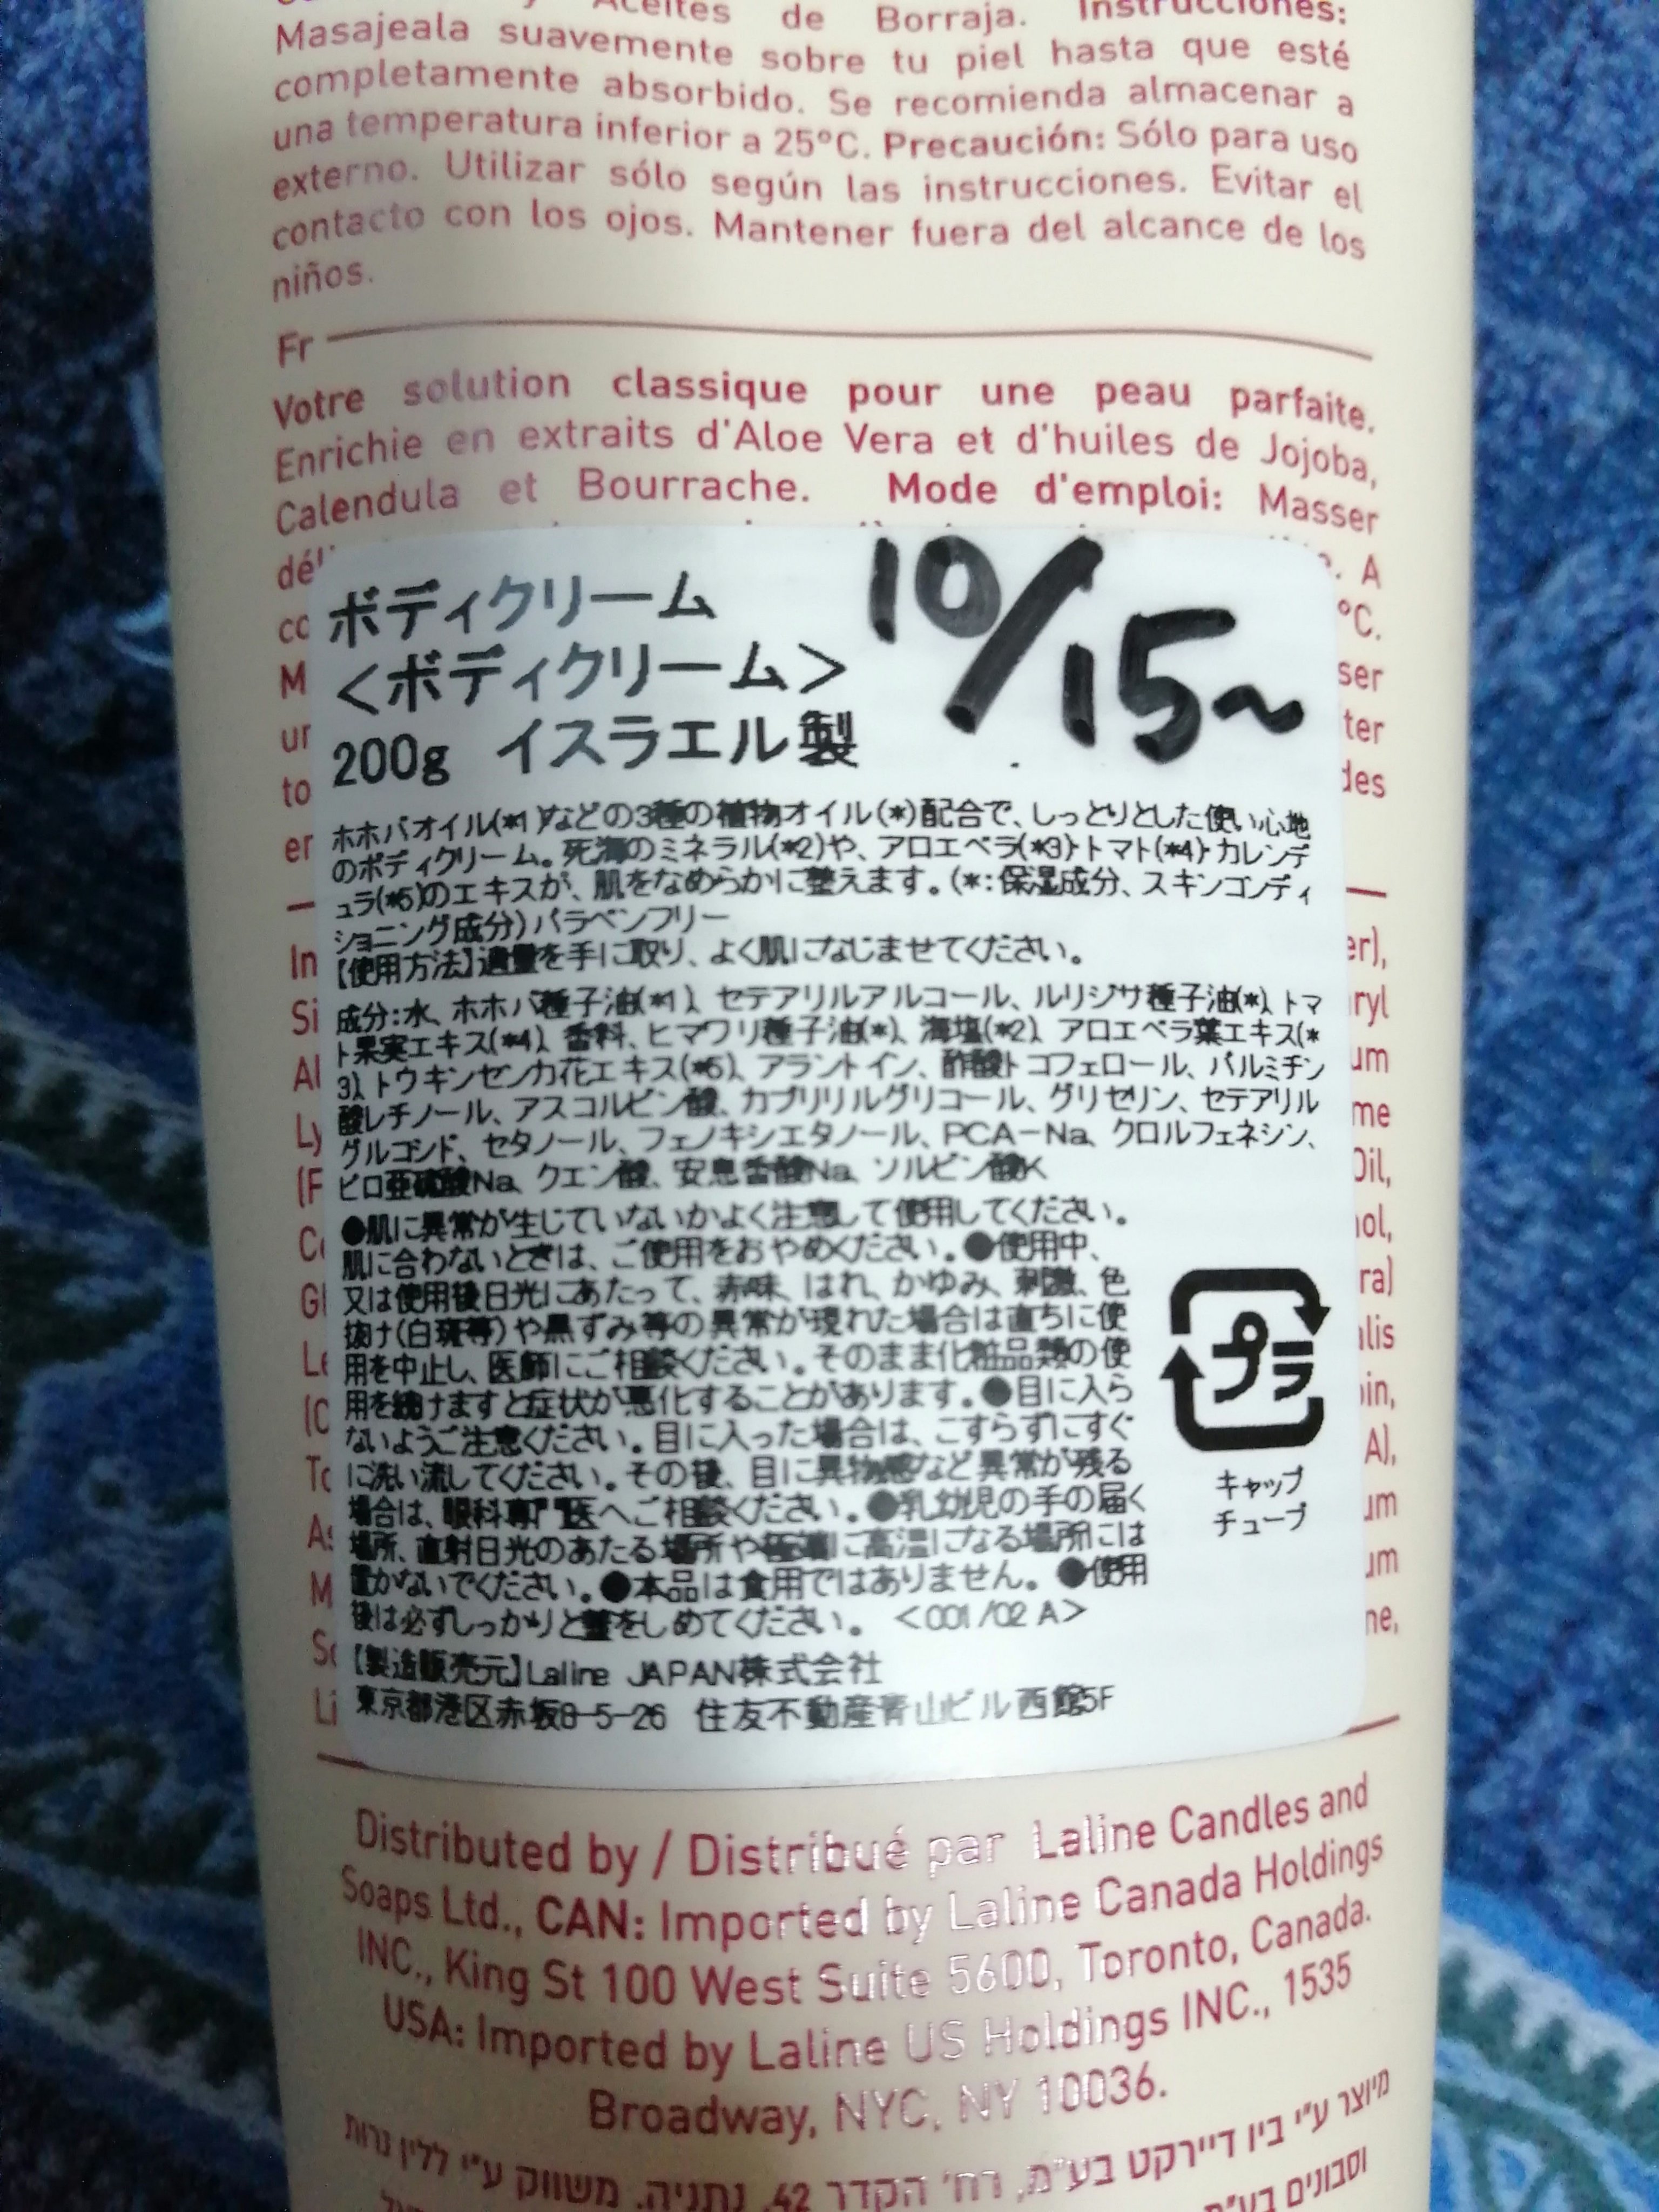 Aceites de Borraja. Instrucciones:
Masajeala suavemente sobre tu piel hasta que esté
completamente absorbido. Se recomienda almacenar a
una temperatura inferior a 25°C. Precaución: Sólo para uso
externo. Utilizar sólo según las instrucciones. Evitar el
contacto con los ojos. Mantener fuera del alcance de los
niños.
Fr
Votre solution classique pour une peau parfaite.
Enrichie en extraits d'Aloe Vera et d'huiles de Jojoba,
Calendula et Bourrache. Mode d'emploi: Masser
10/15~
ボディクリーム
<ボディクリーム>
200g イスラエル製
ホホバオイル(*1)などの3種の植物オイル(*)配合で、しっとりとした使い心地
のボディクリーム。死海のミネラル(*2)や、アロエベラ(*3)・トマト(*4)・カレンデ
ュラ(*5)のエキスが、肌をなめらかに整えます。(*:保湿成分、スキンコンディ
ショニング成分)パラベンフリー
【使用方法】適量を手に取り、よく肌になじませてください。
成分:水、ホホバ種子油(*1)、セテアリルアルコール、ルリジサ種子油(*)、トマ
ト果実エキス(*4)、香料、ヒマワリ種子油(*)、海塩(*2)、アロエベラ葉エキス(*
3)、トウキンセンカ花エキス(*5)、アラントイン、酢酸トコフェロール、パルミチン
酸レチノール、アスコルビン酸、カプリリルグリコール、グリセリン、セテアリル
グルコシド、セタノール、フェノキシエタノール、PCA-Na、クロルフェネシン、
ピロ亜硫酸Na、クエン酸、安息香酸Na、ソルビン酸K
●肌に異常が生じていないかよく注意して使用してください。
肌に合わないときは、ご使用をおやめください。●使用中、
又は使用後日光にあたって、赤味、はれ、かゆみ、刺激、色
抜け(白斑等)や黒ずみ等の異常が現れた場合は直ちに使
用を中止し、医師にご相談ください。そのまま化粧品類の使
用を続けますと症状が悪化することがあります。●目に入ら
ないようご注意ください。目に入った場合は、こすらずにすぐ
に洗い流してください。その後、目に異物感など異常が残る
場合は、眼科専門医へご相談ください。●乳幼児の手の届く
場所、直射日光のあたる場所や極端に高温になる場所には
置かないでください。●本品は食用ではありません。●使用
後は必ずしっかりと蓋をしめてください。 <001/02 A>
プラ
キャップ
チューブ
【製造販売元】Laline JAPAN株式会社
東京都港区赤坂8-5-26 住友不動産青山ビル西館5F
Distributed by / Distribué par Laline Candles and
Soaps Ltd., CAN: Imported by Laline Canada Holdings
INC., King St 100 West Suite 5600, Toronto, Canada.
USA: Imported by Laline US Holdings INC., 1535
Broadway, NYC, NY 10036.
מיוצר ע"י ביו דיירקט בע"מ, רח' הקדר 42, נתניה. משווק ע"י ללין נרות
וסבונים בע"מ